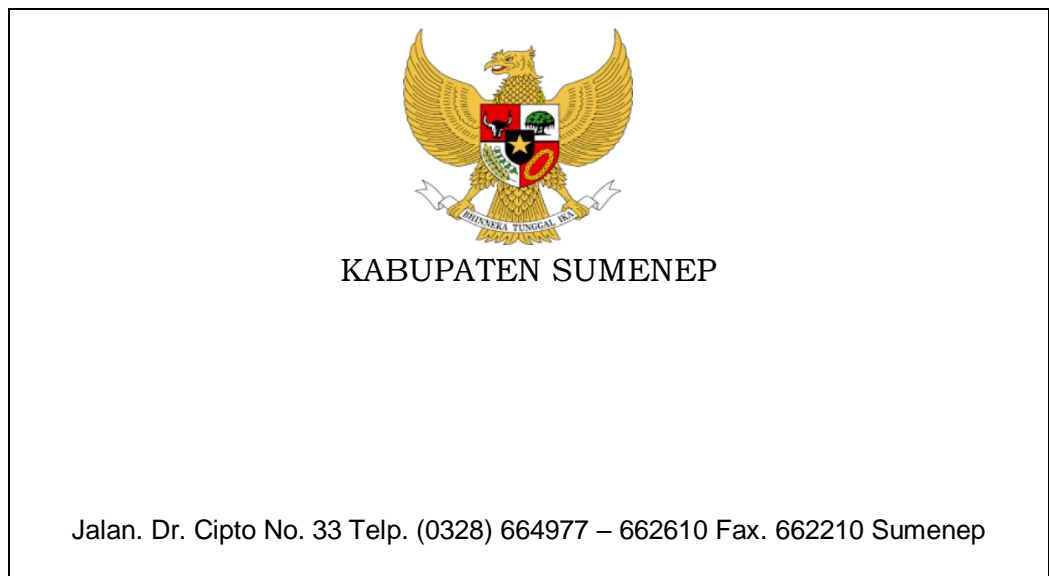 BHINNEKA TUNGGAL IKA
KABUPATEN SUMENEP
Jalan. Dr. Cipto No. 33 Telp. (0328) 664977 – 662610 Fax. 662210 Sumenep